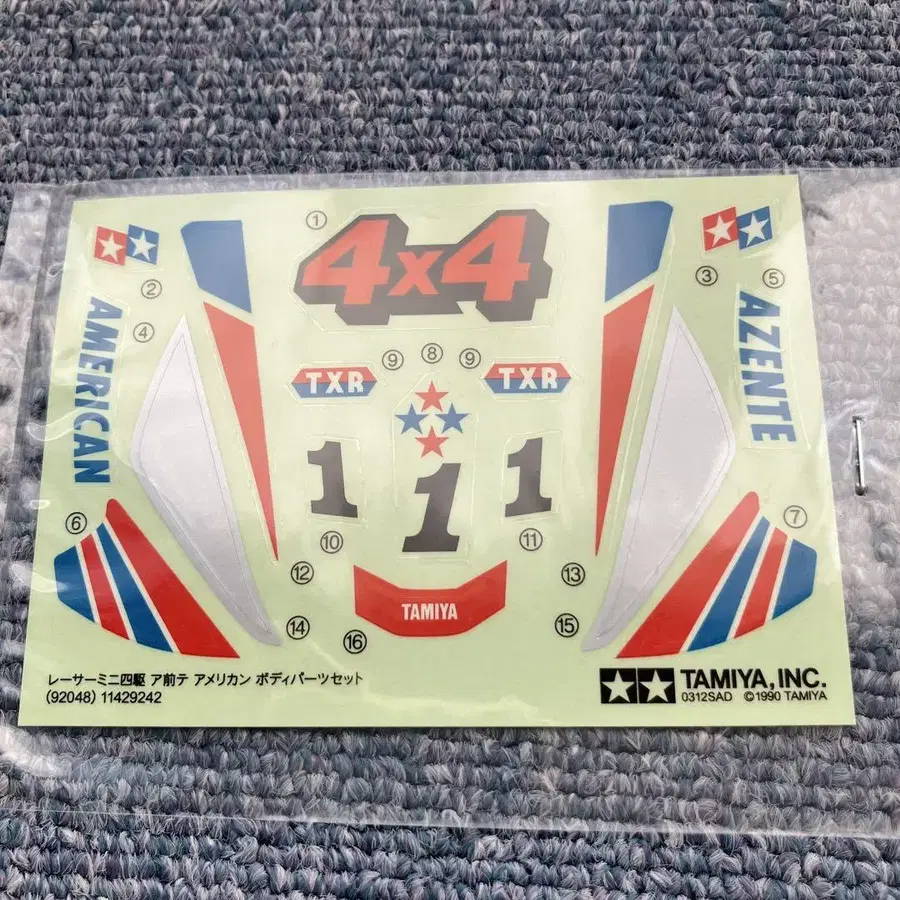 ①
4x4
②
③
⑤
④
AMERICAN
AZENTE
⑨
⑧
⑨
TXR
TXR
1
1
1
⑥
⑦
⑩
⑪
⑫
⑬
TAMIYA
⑭
⑮
⑯
レーサーミニ四駆 ア前テ アメリカン ボディパーツセット
(92048) 11429242
TAMIYA, INC.
0312SAD ©1990 TAMIYA